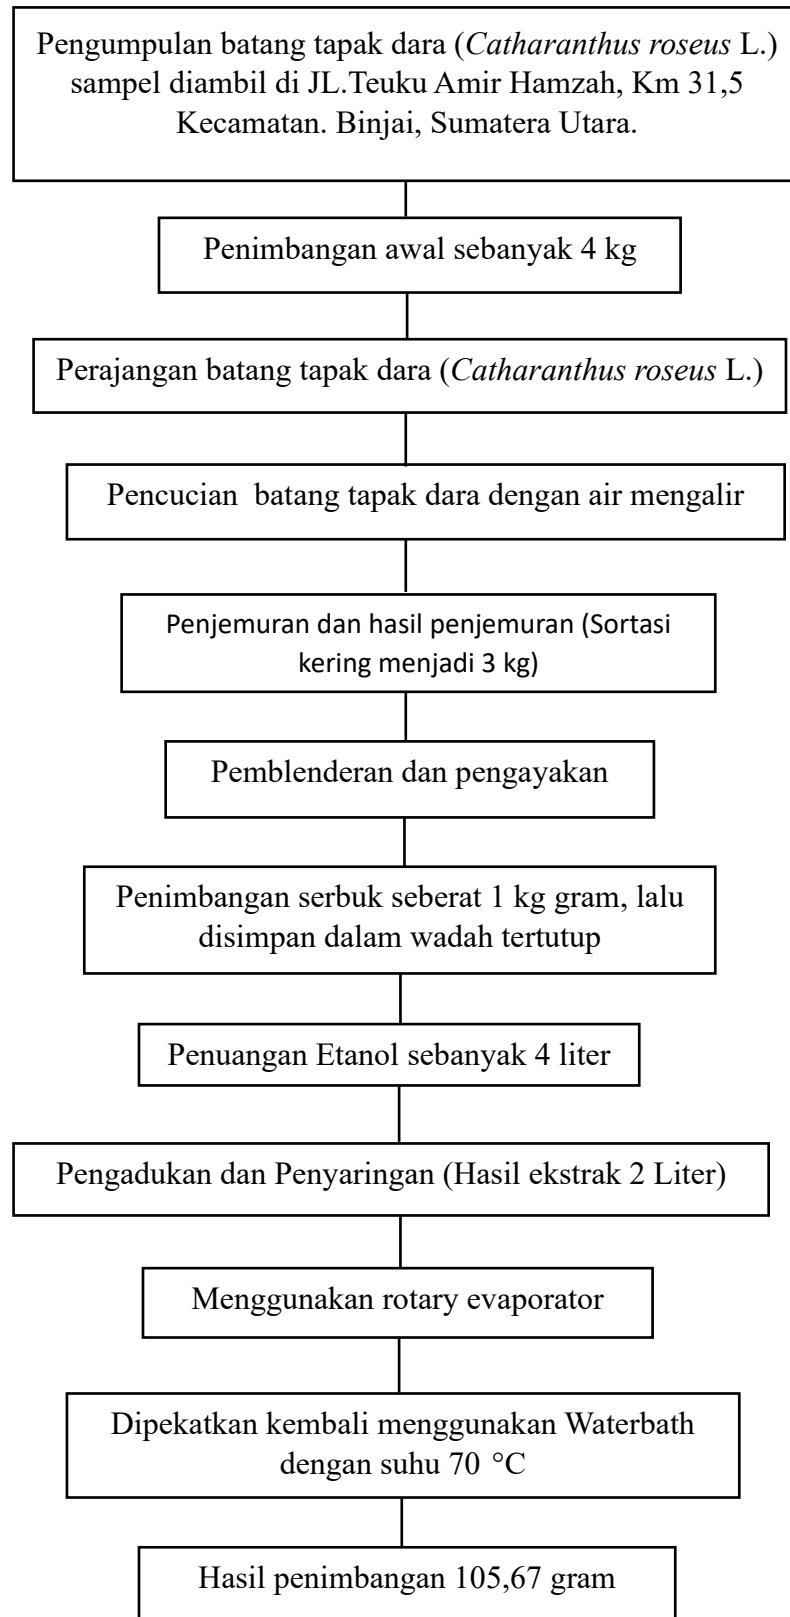 Pengumpulan batang tapak dara (Catharanthus roseus L.)
sampel diambil di JL.Teuku Amir Hamzah, Km 31,5
Kecamatan. Binjai, Sumatera Utara.
Penimbangan awal sebanyak 4 kg
Perajangan batang tapak dara (Catharanthus roseus L.)
Pencucian  batang tapak dara dengan air mengalir
Penjemuran dan hasil penjemuran (Sortasi
kering menjadi 3 kg)
Pemblenderan dan pengayakan
Penimbangan serbuk seberat 1 kg gram, lalu
disimpan dalam wadah tertutup
Penuangan Etanol sebanyak 4 liter
Pengadukan dan Penyaringan (Hasil ekstrak 2 Liter)
Menggunakan rotary evaporator
Dipekatkan kembali menggunakan Waterbath
dengan suhu 70 °C
Hasil penimbangan 105,67 gram